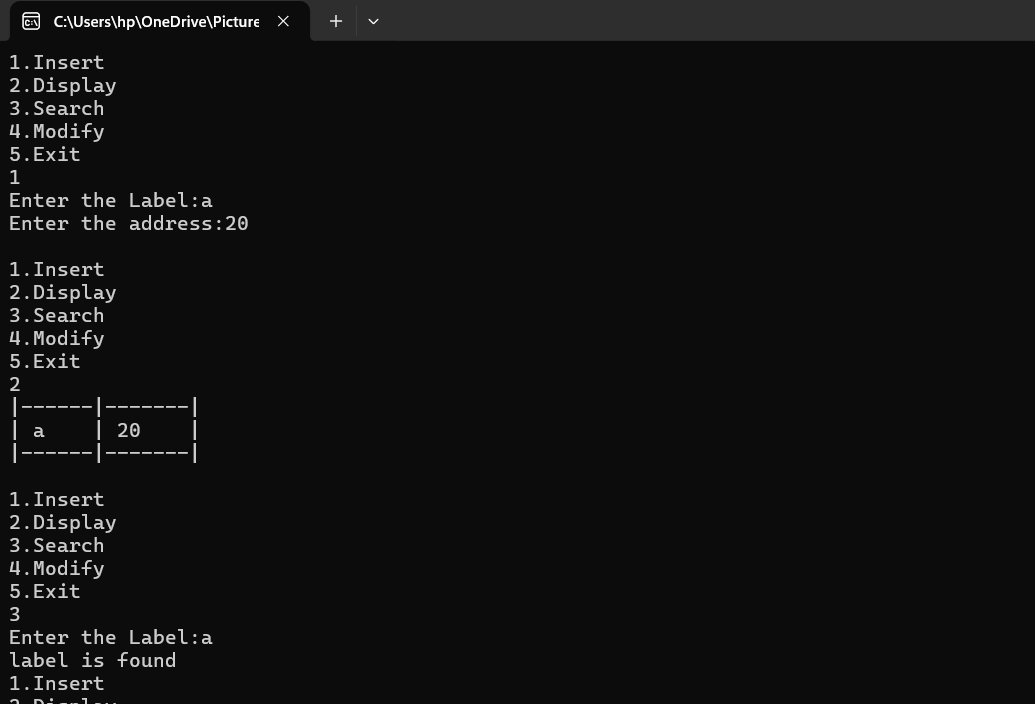 C:\Users\hp\OneDrive\Picture
1.Insert
2.Display
3.Search
4.Modify
5.Exit
1
Enter the Label:a
Enter the address:20
1.Insert
2.Display
3.Search
4.Modify
5.Exit
2
|------|-------|
| a    | 20    |
|------|-------|
1.Insert
2.Display
3.Search
4.Modify
5.Exit
3
Enter the Label:a
label is found
1.Insert
2.Display